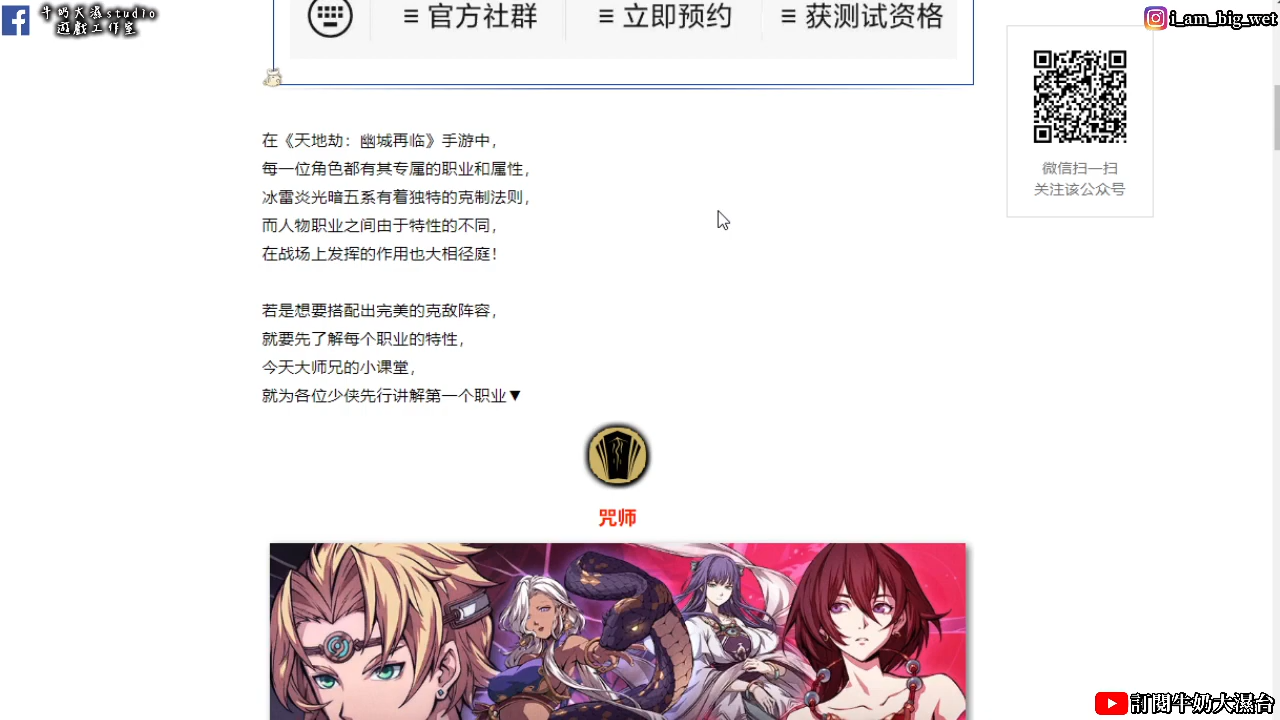 牛奶大濕studio
遊戲工作室
i_am_big_wet
≡ 官方社群
≡ 立即预约
≡ 获测试资格
微信扫一扫
关注该公众号
在《天地劫：幽城再临》手游中，
每一位角色都有其专属的职业和属性，
冰雷炎光暗五系有着独特的克制法则，
而人物职业之间由于特性的不同，
在战场上发挥的作用也大相径庭！
若是想要搭配出完美的克敌阵容，
就要先了解每个职业的特性，
今天大师兄的小课堂，
就为各位少侠先行讲解第一个职业▼
咒师
訂閱牛奶大濕台